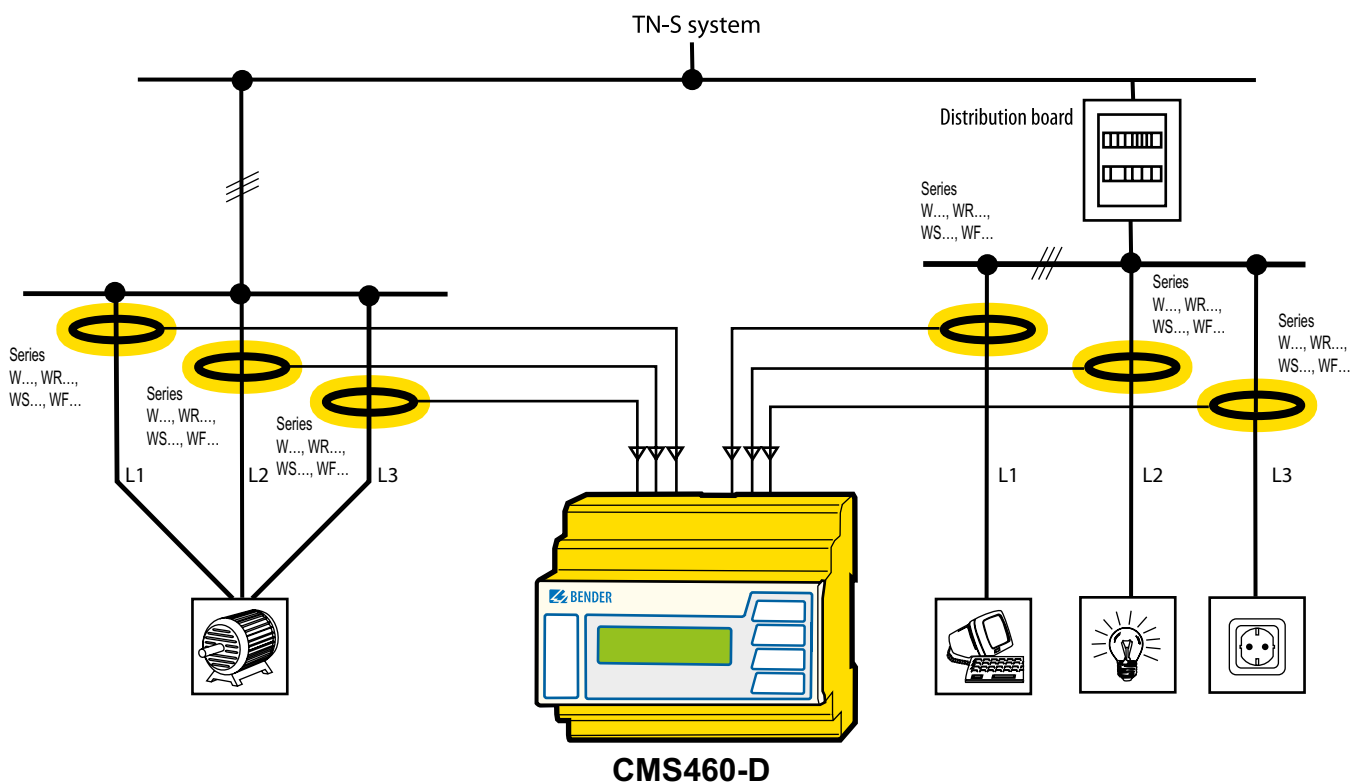 TN-S system
Distribution board
Series
W..., WR...,
WS..., WF...
Series
W..., WR...,
WS..., WF...
Series
W..., WR...,
WS..., WF...
Series
W..., WR...,
WS..., WF...
Series
W..., WR...,
WS..., WF...
Series
W..., WR...,
WS..., WF...
L1
L2
L3
L1
L2
L3
BENDER
CMS460-D